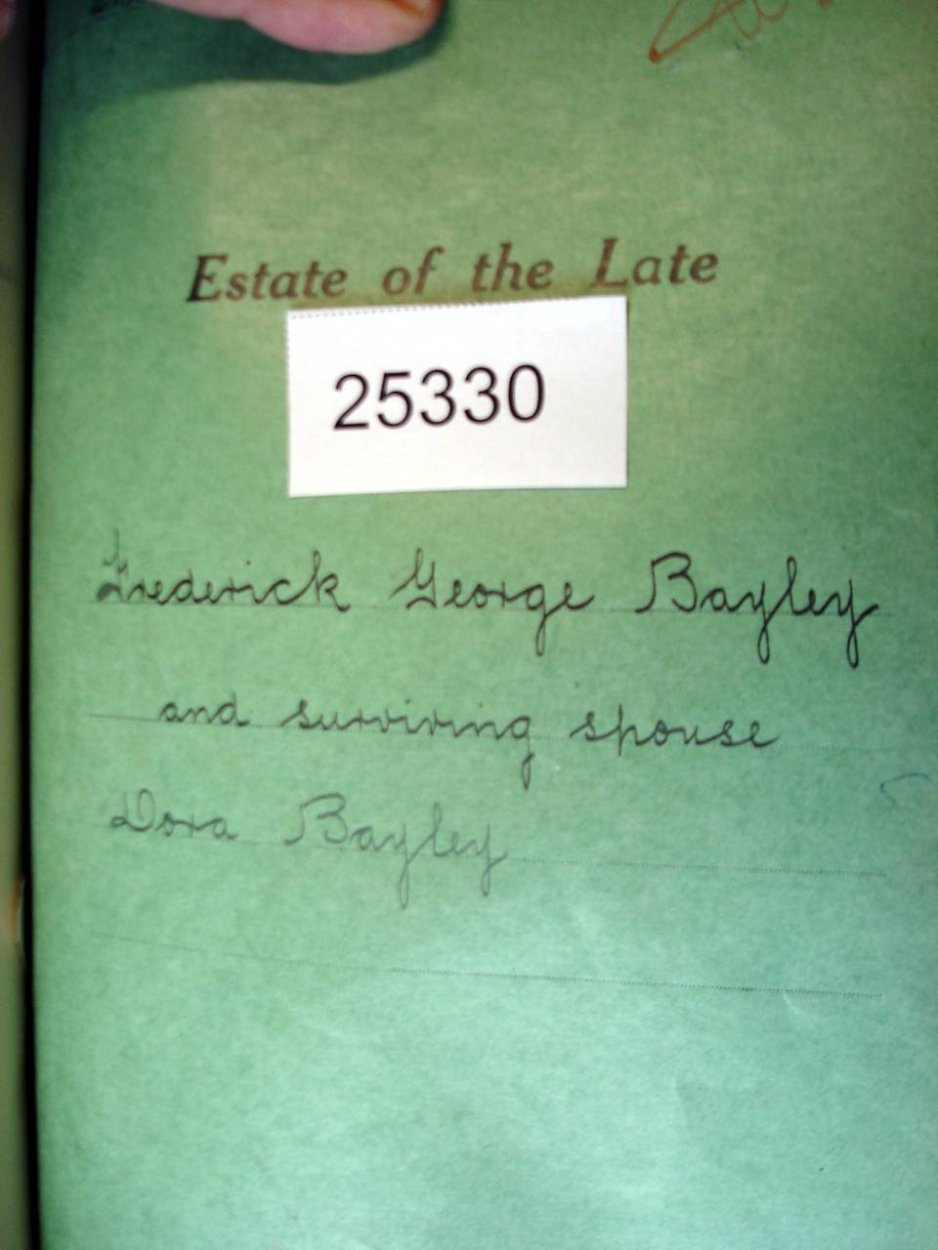 Estate of the Late
25330
Frederick George Bayley
and surviving spouse
Dora Bayley